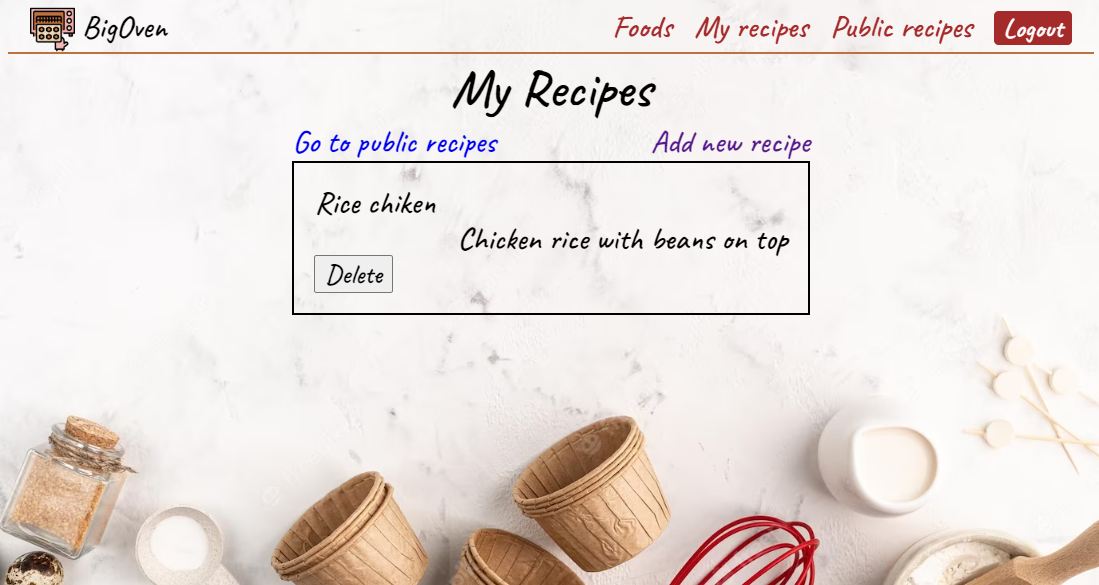 BigOven
Foods My recipes Public recipes Logout
My Recipes
Go to public recipes Add new recipe
Rice chiken
Chicken rice with beans on top
Delete